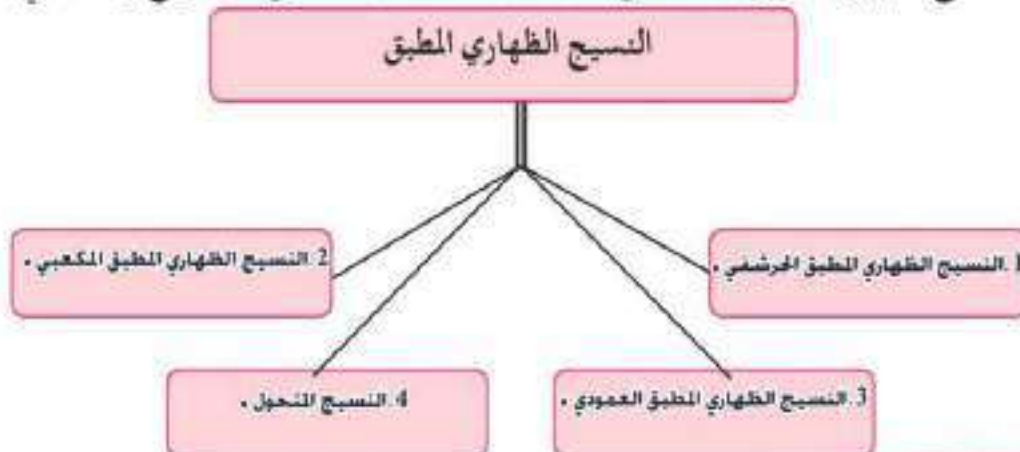 النسيج الظهاري المطبق
1. النسيج الظهاري المطبق الحرشفي .
2. النسيج الظهاري المطبق المكعبي .
3. النسيج الظهاري المطبق العمودي .
4. النسيج المتحول .